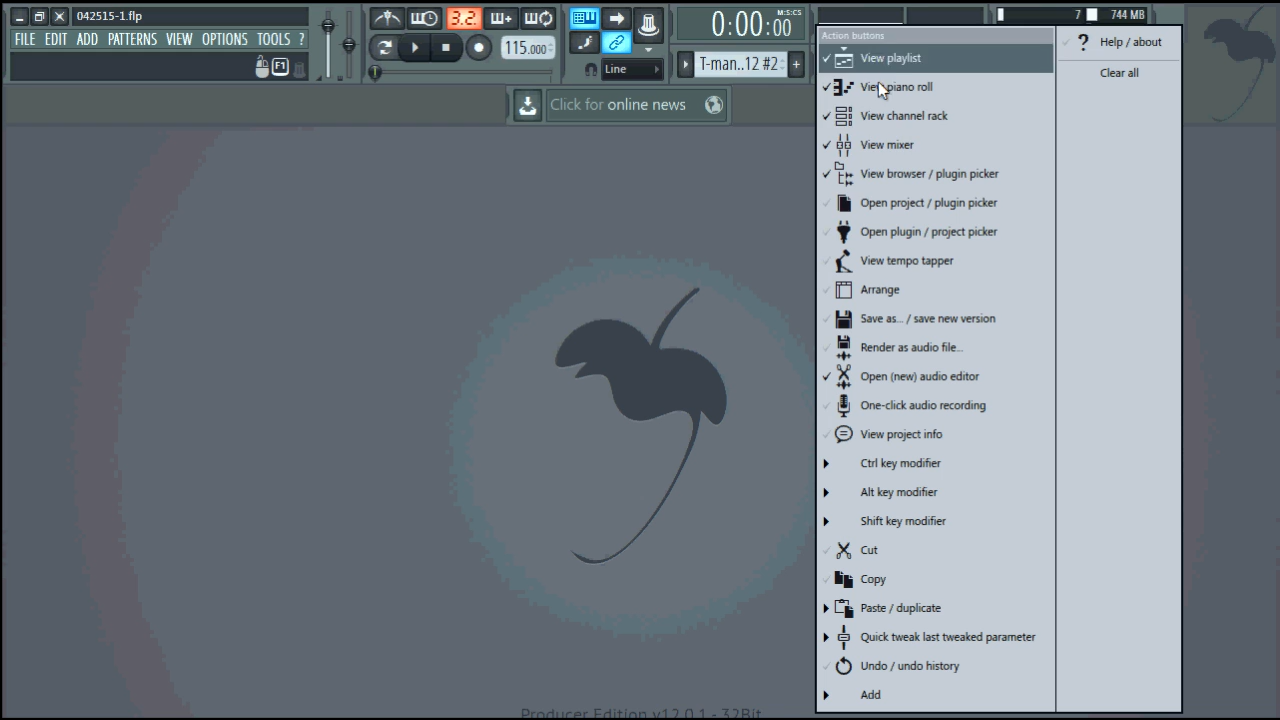 042515-1.flp
FILE EDIT ADD PATTERNS VIEW OPTIONS TOOLS ?
F1
3.2.
115.000
Line
M:S:CS
0:00:00
T-man..12 #2
7
744 MB
Click for online news
Action buttons
View playlist
View piano roll
View channel rack
View mixer
View browser / plugin picker
Open project / plugin picker
Open plugin / project picker
View tempo tapper
Arrange
Save as... / save new version
Render as audio file...
Open (new) audio editor
One-click audio recording
View project info
Ctrl key modifier
Alt key modifier
Shift key modifier
Cut
Copy
Paste / duplicate
Quick tweak last tweaked parameter
Undo / undo history
Add
? Help / about
Clear all
Producer Edition v12.0.1 - 32Bit